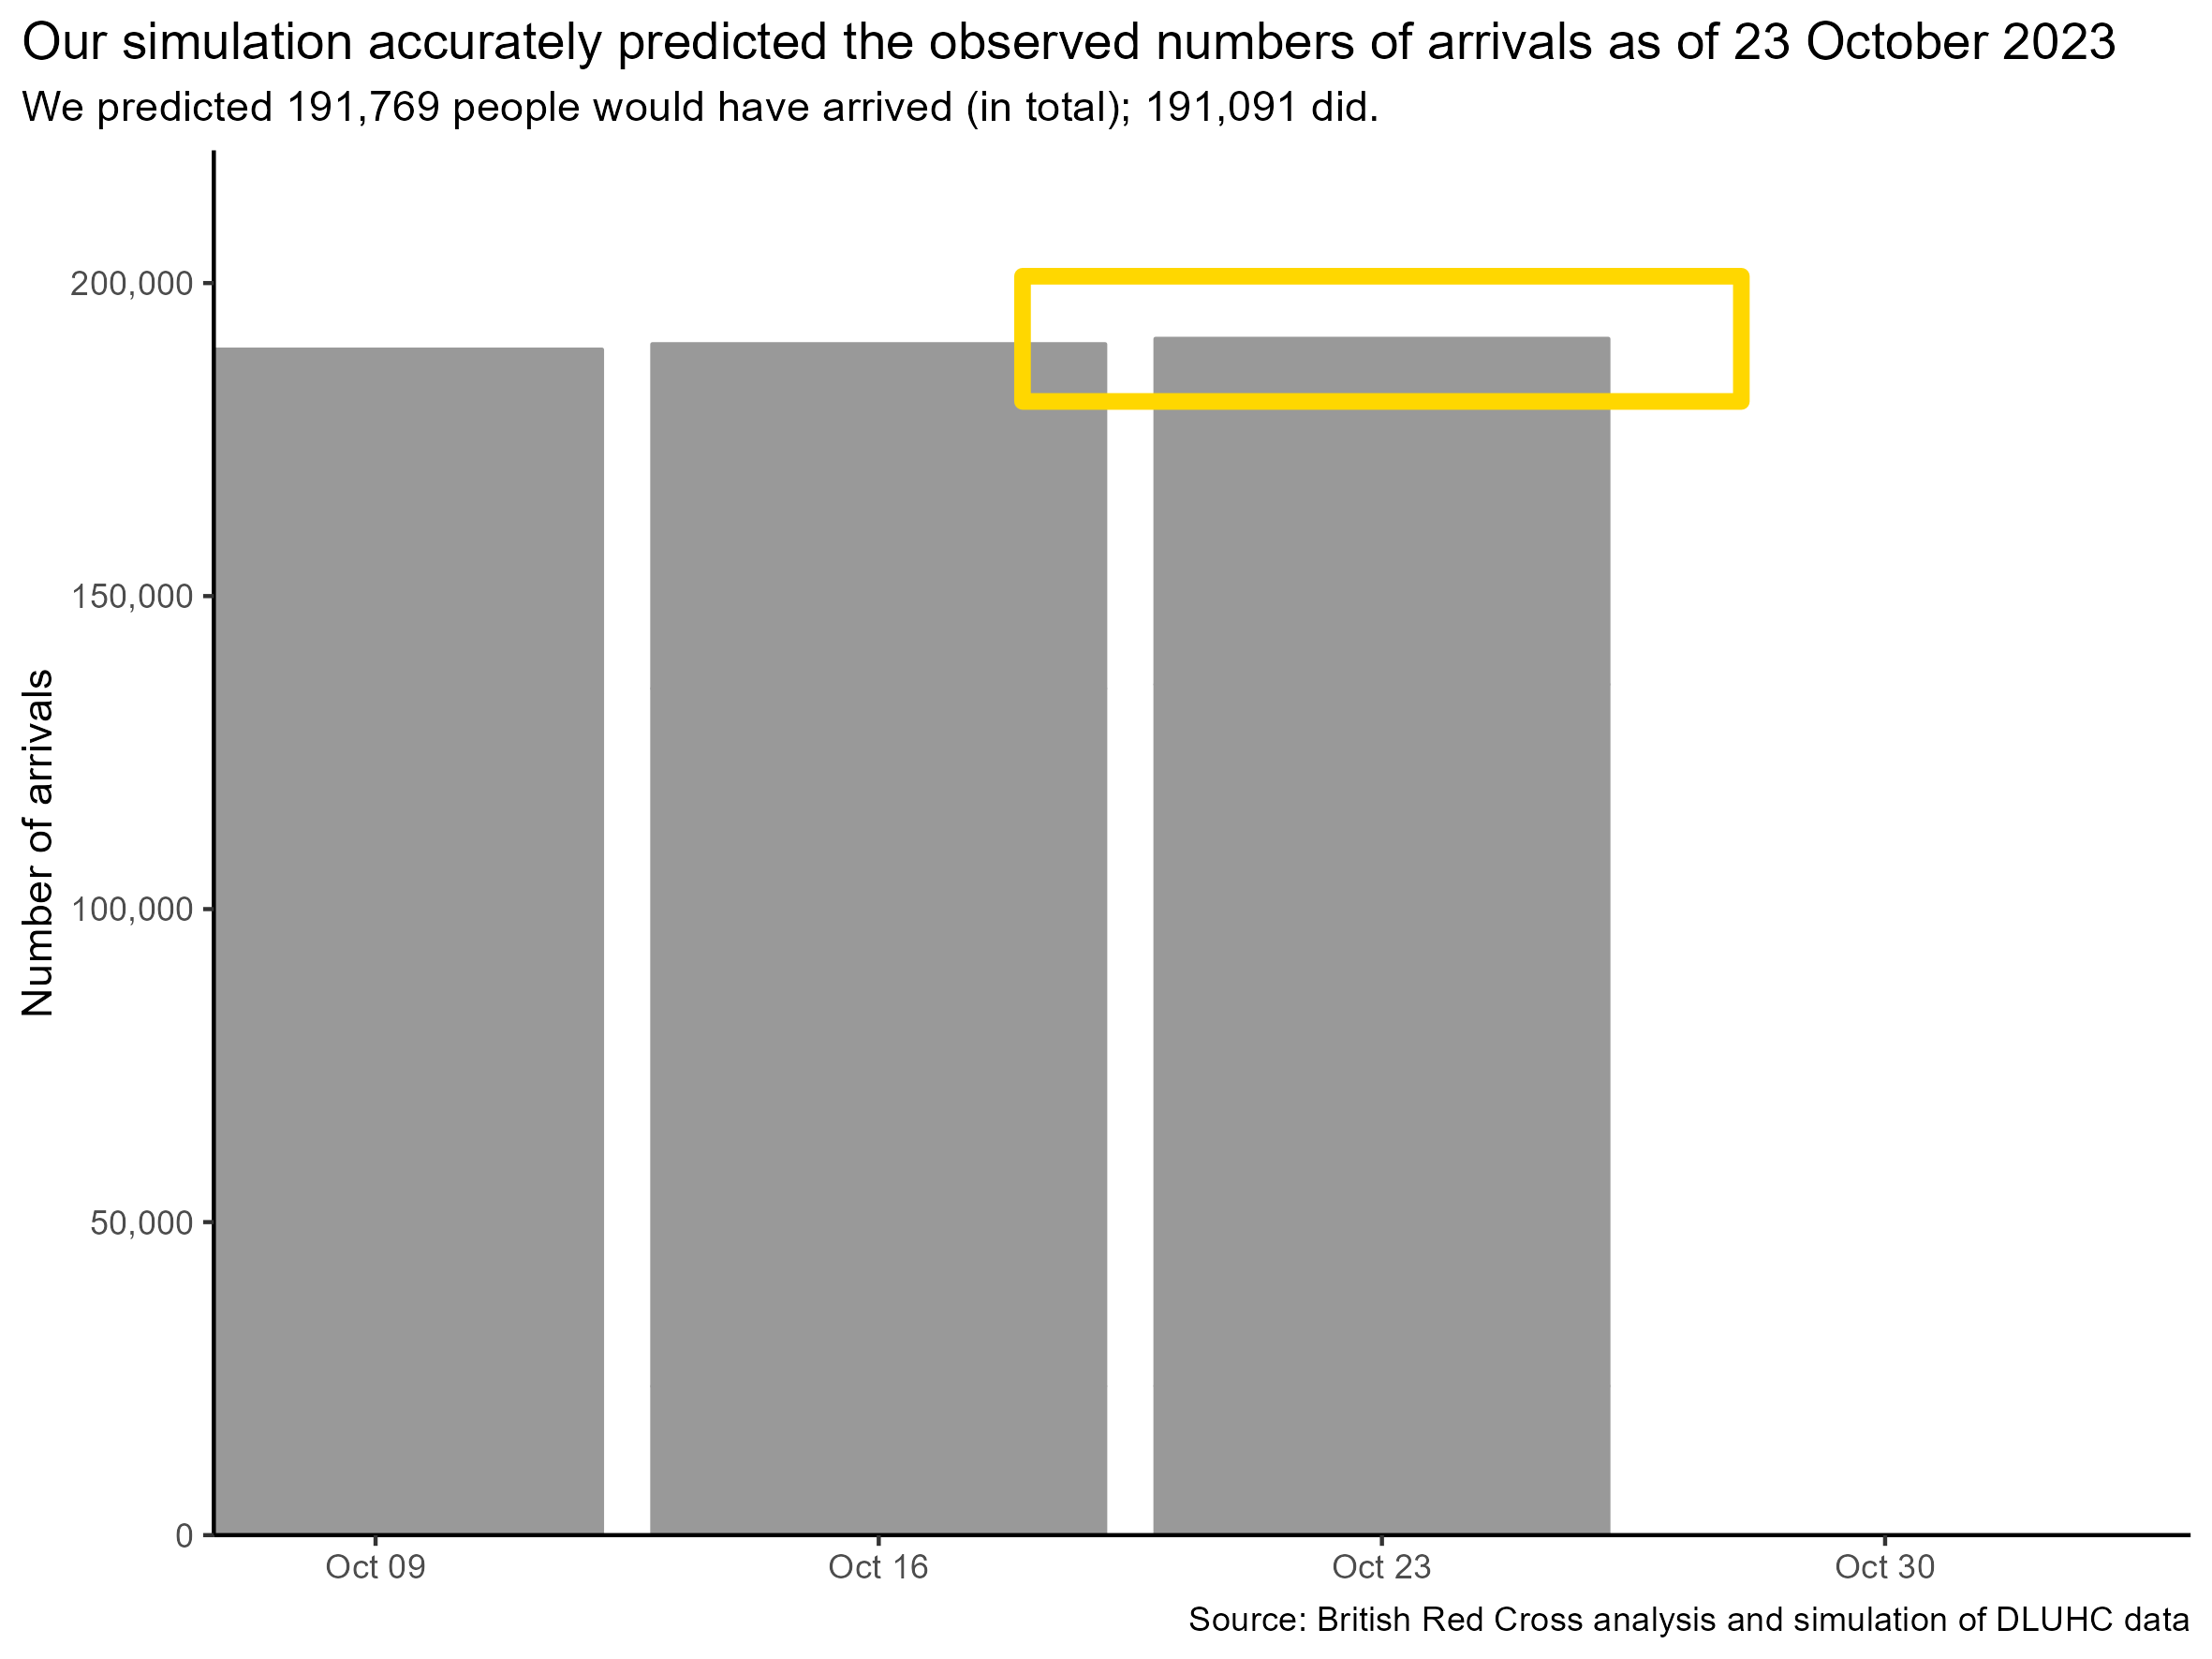 Our simulation accurately predicted the observed numbers of arrivals as of 23 October 2023
We predicted 191,769 people would have arrived (in total); 191,091 did.
Number of arrivals
200,000
150,000
100,000
50,000
0
Oct 09
Oct 16
Oct 23
Oct 30
Source: British Red Cross analysis and simulation of DLUHC data